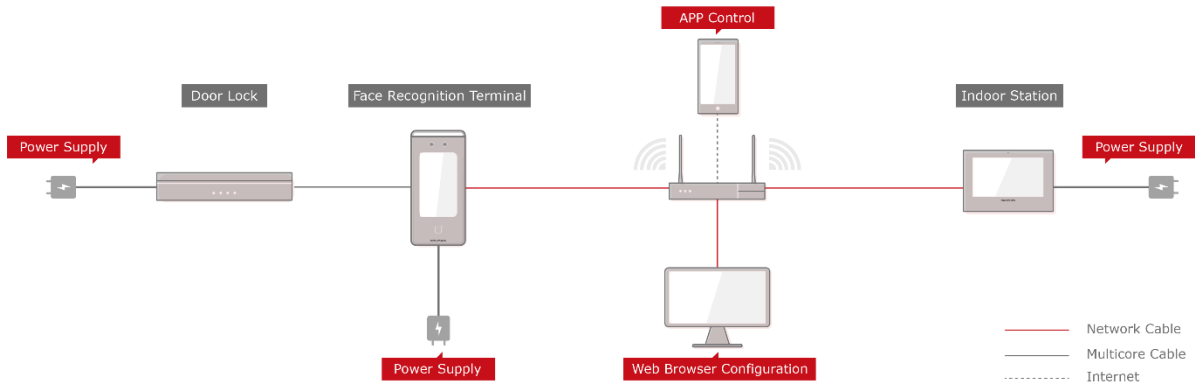 APP Control
Door Lock
Face Recognition Terminal
Indoor Station
Power Supply
Power Supply
Power Supply
Web Browser Configuration
Network Cable
Multicore Cable
Internet